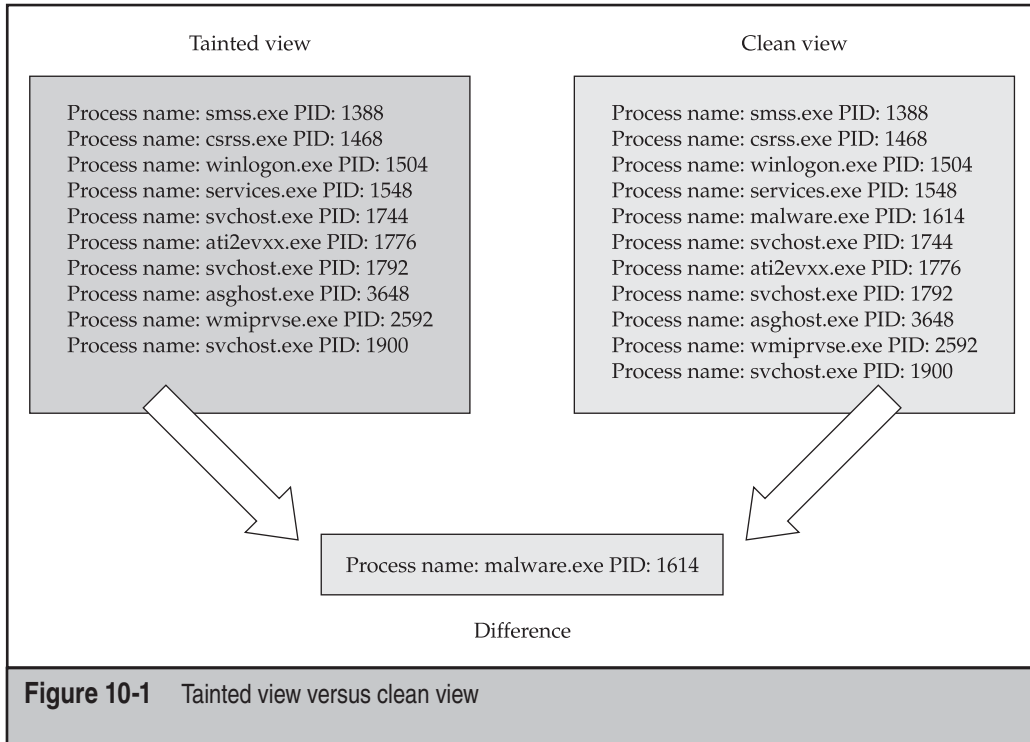 Tainted view
Process name: smss.exe PID: 1388
Process name: csrss.exe PID: 1468
Process name: winlogon.exe PID: 1504
Process name: services.exe PID: 1548
Process name: svchost.exe PID: 1744
Process name: ati2evxx.exe PID: 1776
Process name: svchost.exe PID: 1792
Process name: asghost.exe PID: 3648
Process name: wmiprvse.exe PID: 2592
Process name: svchost.exe PID: 1900
Clean view
Process name: smss.exe PID: 1388
Process name: csrss.exe PID: 1468
Process name: winlogon.exe PID: 1504
Process name: services.exe PID: 1548
Process name: malware.exe PID: 1614
Process name: svchost.exe PID: 1744
Process name: ati2evxx.exe PID: 1776
Process name: svchost.exe PID: 1792
Process name: asghost.exe PID: 3648
Process name: wmiprvse.exe PID: 2592
Process name: svchost.exe PID: 1900
Process name: malware.exe PID: 1614
Difference
Figure 10-1 Tainted view versus clean view